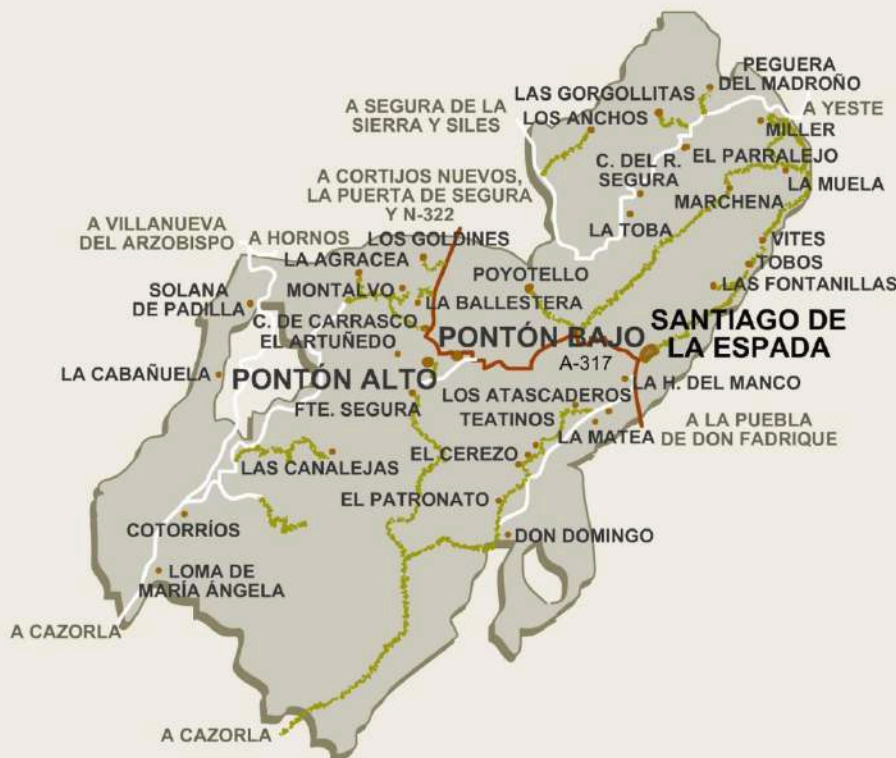 PEGUERA
DEL MADROÑO
LAS GORGOLLITAS
A SEGURA DE LA
SIERRA Y SILES
LOS ANCHOS
A YESTE
MILLER
C. DEL R.
SEGURA
EL PARRALEJO
A CORTIJOS NUEVOS,
LA PUERTA DE SEGURA
Y N-322
LA MUELA
MARCHENA
A VILLANUEVA
DEL ARZOBISPO
A HORNOS
LOS GOLDINES
LA TOBA
VITES
LA AGRACEA
POYOTELLO
TOBOS
MONTALVO
LAS FONTANILLAS
SOLANA
DE PADILLA
LA BALLESTERA
C. DE CARRASCO
EL ARTUÑEDO
PONTÓN BAJO
SANTIAGO DE
LA ESPADA
A-317
LA CABAÑUELA
PONTÓN ALTO
LA H. DEL MANCO
LOS ATASCADEROS
FTE. SEGURA
TEATINOS
A LA PUEBLA
DE DON FADRIQUE
LA MATEA
LAS CANALEJAS
EL CEREZO
EL PATRONATO
COTORRÍOS
DON DOMINGO
LOMA DE
MARÍA ÁNGELA
A CAZORLA
A CAZORLA